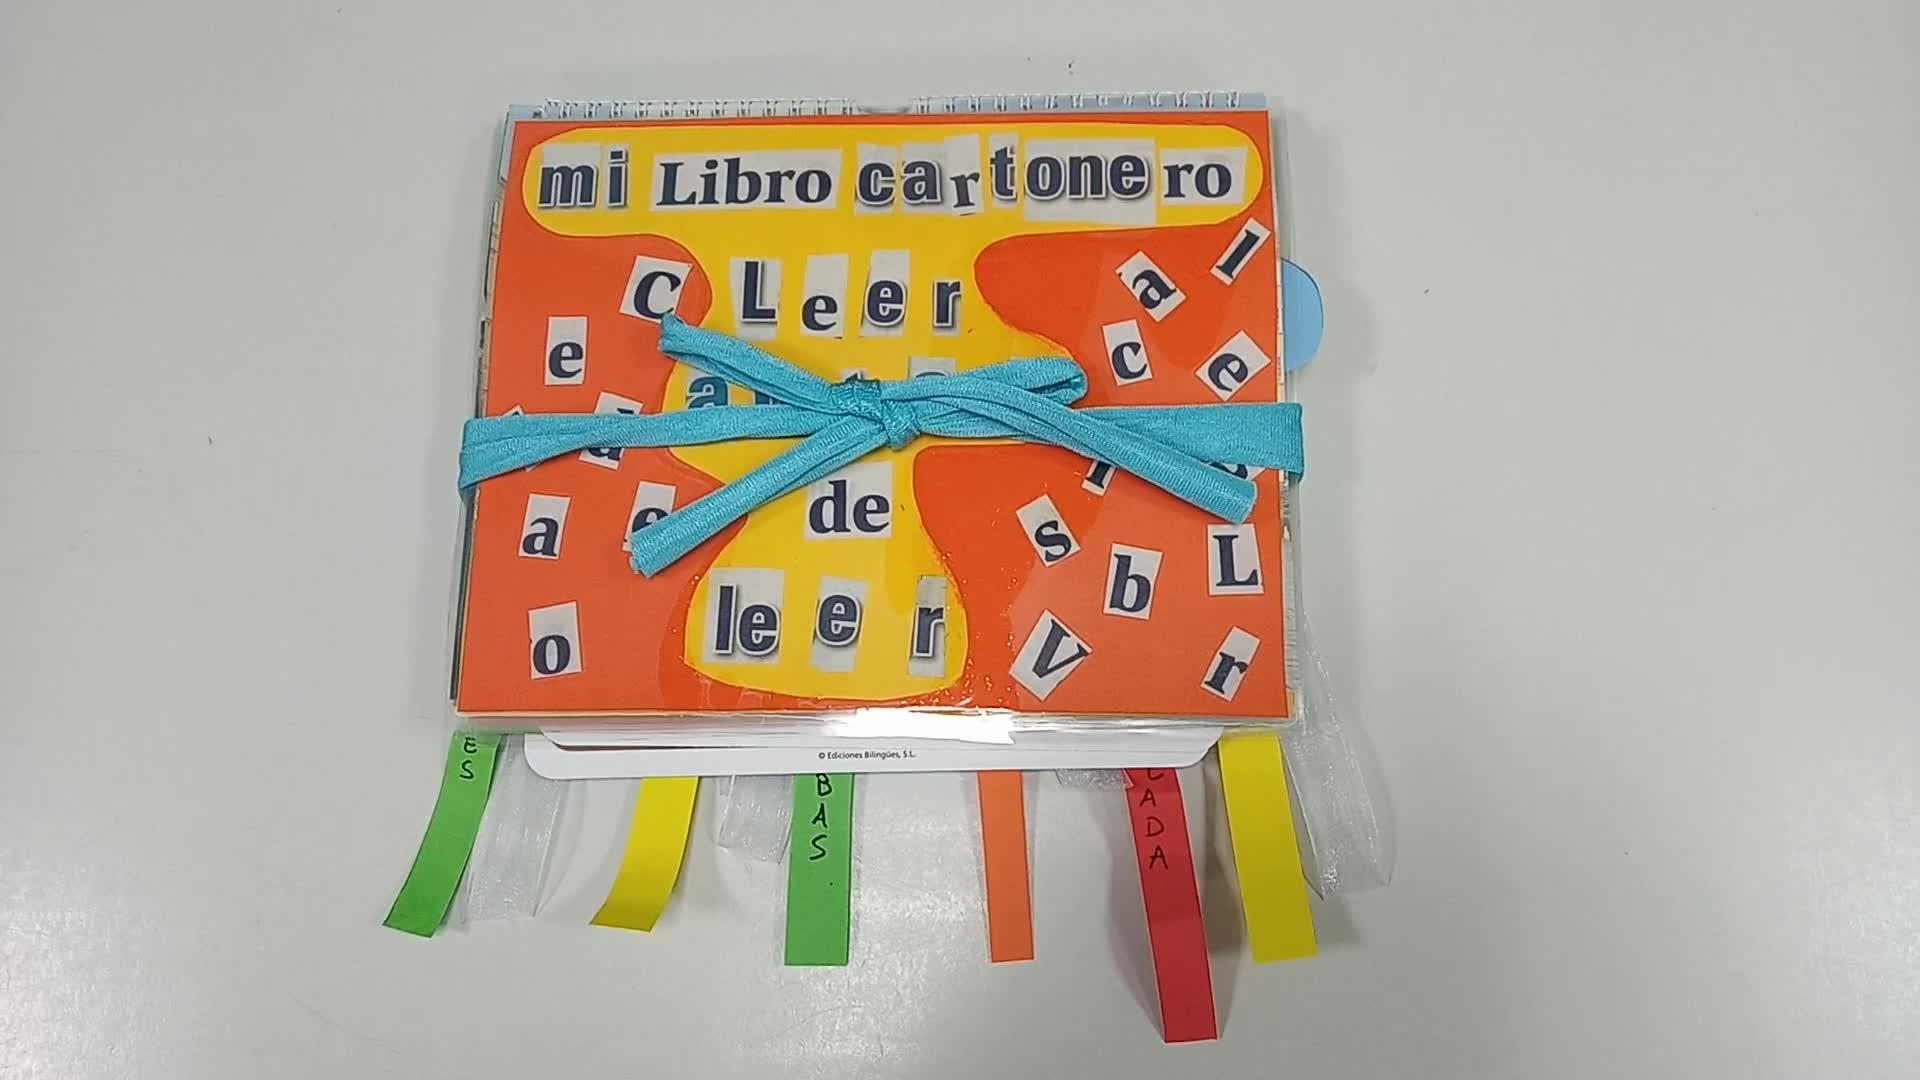 mi Libro cartonero
Leer
de
leer
C
e
a
o
l
a
c
e
s
b
L
V
r
© Ediciones Bilingües, S.L.
ES
BAS
CADA